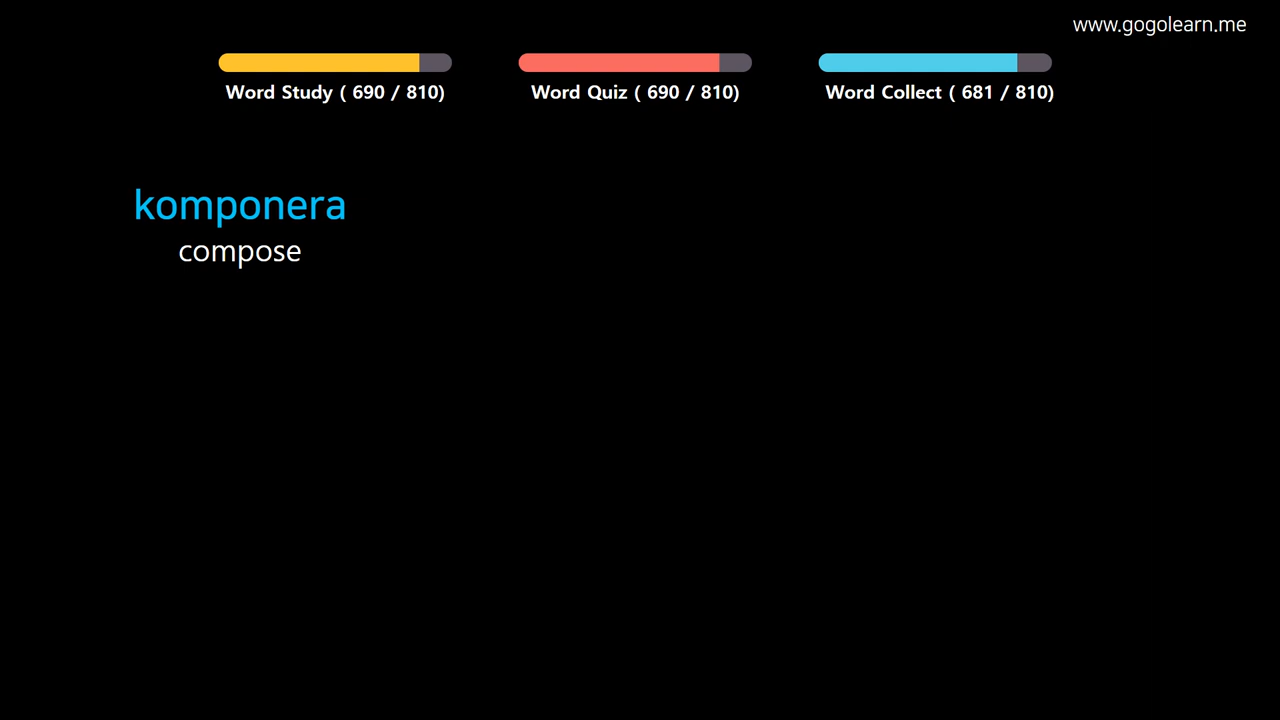 www.gogolearn.me
Word Study ( 690 / 810)
Word Quiz ( 690 / 810)
Word Collect ( 681 / 810)
komponera
compose